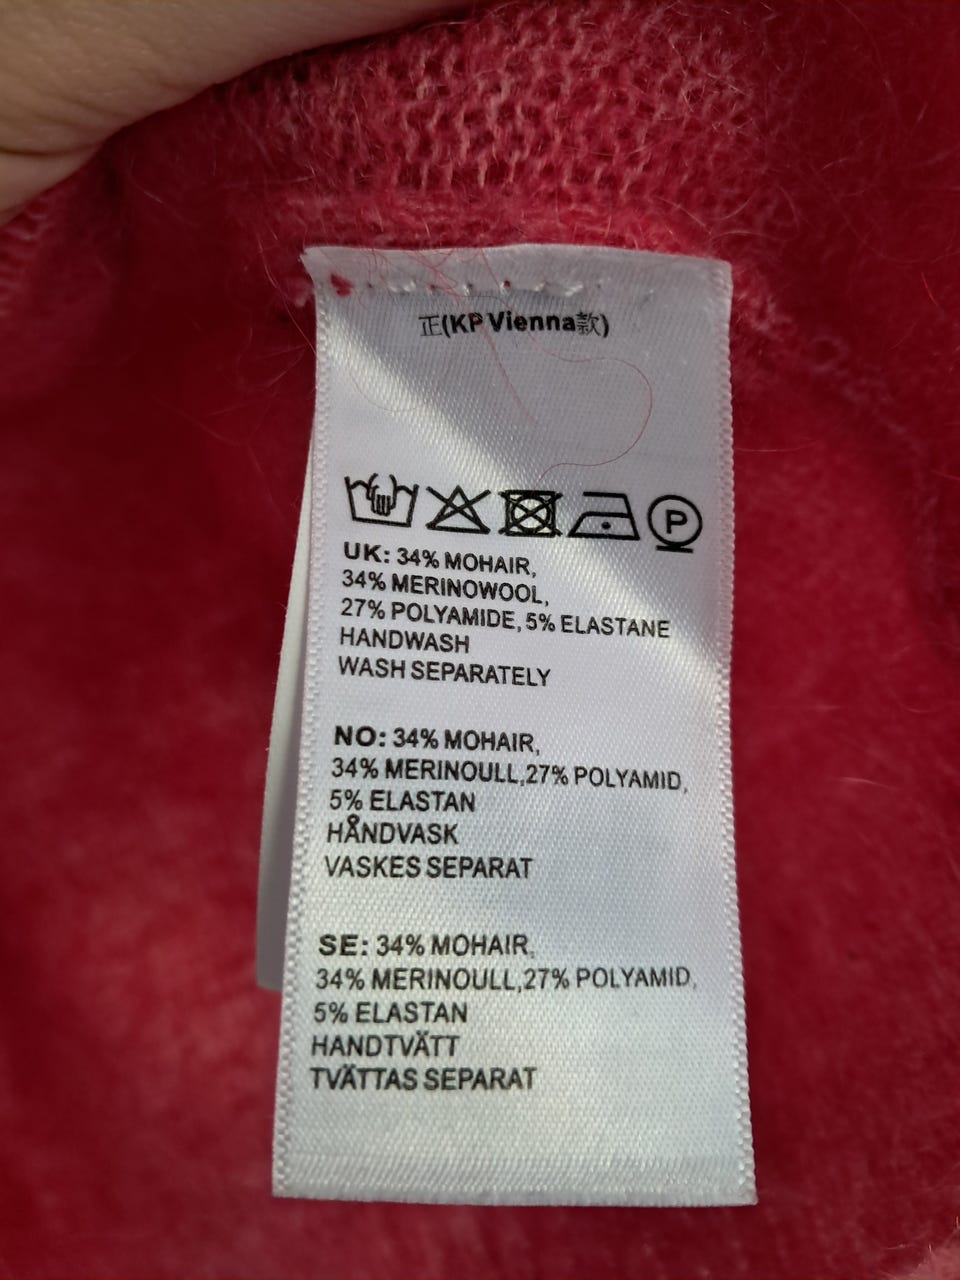 正(KP Vienna款)
P
UK: 34% MOHAIR,
34% MERINOWOOL,
27% POLYAMIDE, 5% ELASTANE
HANDWASH
WASH SEPARATELY
NO: 34% MOHAIR,
34% MERINOULL,27% POLYAMID,
5% ELASTAN
HÅNDVASK
VASKES SEPARAT
SE: 34% MOHAIR,
34% MERINOULL,27% POLYAMID,
5% ELASTAN
HANDTVÄTT
TVÄTTAS SEPARAT